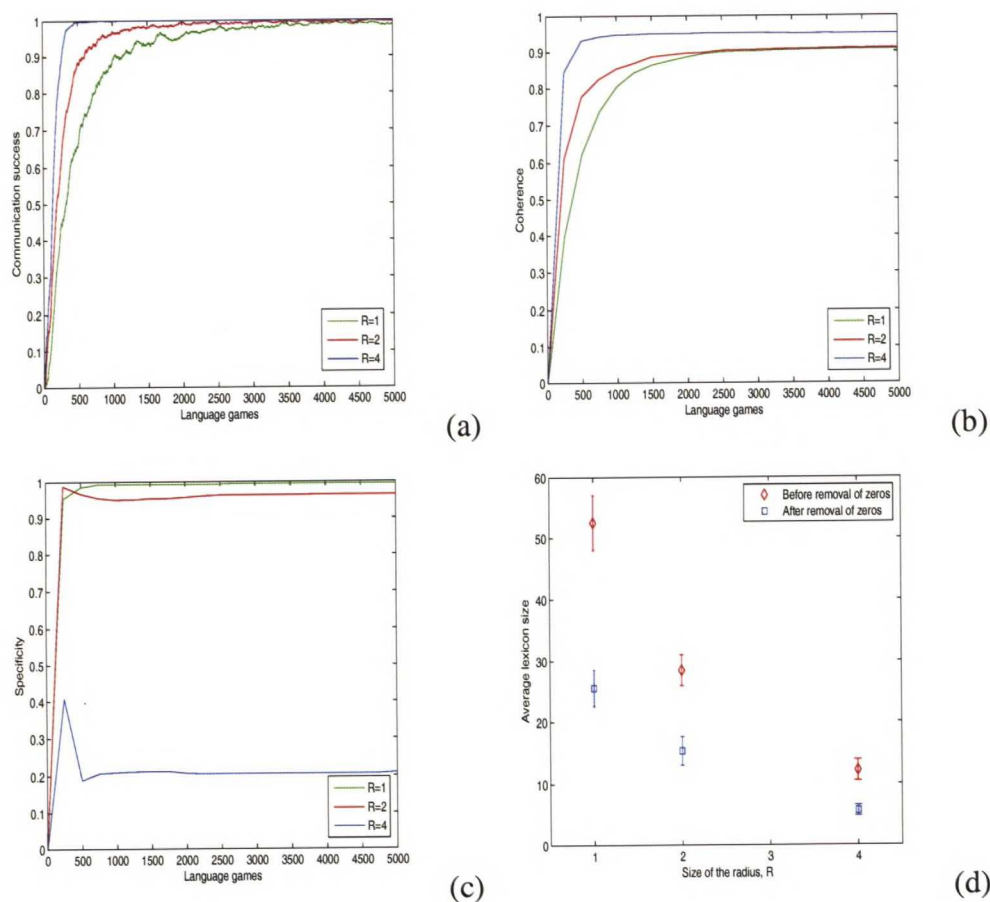 1
0.9
0.8
0.7
0.6
0.5
0.4
0.3
0.2
0.1
0
Communication success
R=1
R=2
R=4
0 500 1000 1500 2000 2500 3000 3500 4000 4500 5000
Language games
(a)
1
0.9
0.8
0.7
0.6
0.5
0.4
0.3
0.2
0.1
0
Coherence
R=1
R=2
R=4
0 500 1000 1500 2000 2500 3000 3500 4000 4500 5000
Language games
(b)
1
0.9
0.8
0.7
0.6
0.5
0.4
0.3
0.2
0.1
0
Specificity
R=1
R=2
R=4
0 500 1000 1500 2000 2500 3000 3500 4000 4500 5000
Language games
(c)
60
50
40
30
20
10
0
Average lexicon size
Before removal of zeros
After removal of zeros
1 2 3 4
Size of the radius, R
(d)